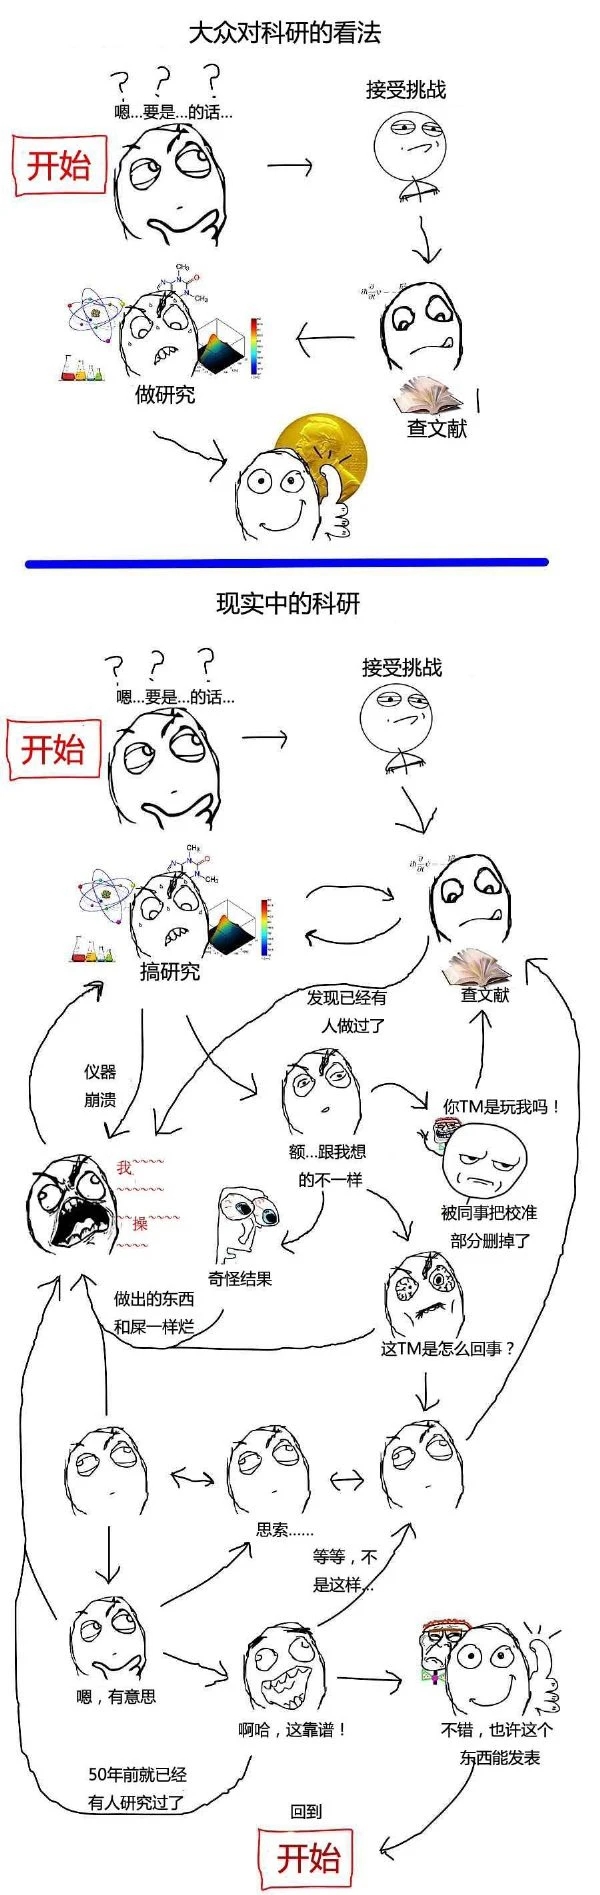 大众对科研的看法
? ? ?
嗯...要是...的话...
接受挑战
开始
CH₃
N
N
O
N
CH₃
做研究
查文献
现实中的科研
? ? ?
嗯...要是...的话...
接受挑战
开始
CH₃
N
N
O
N
CH₃
搞研究
查文献
发现已经有
人做过了
仪器
崩溃
你TM是玩我吗！
额...跟我想
的不一样
我
操
被同事把校准
部分删掉了
奇怪结果
做出的东西
和屎一样烂
这TM是怎么回事？
思索......
等等，不
是这样...
嗯，有意思
啊哈，这靠谱！
不错，也许这个
东西能发表
50年前就已经
有人研究过了
回到
开始